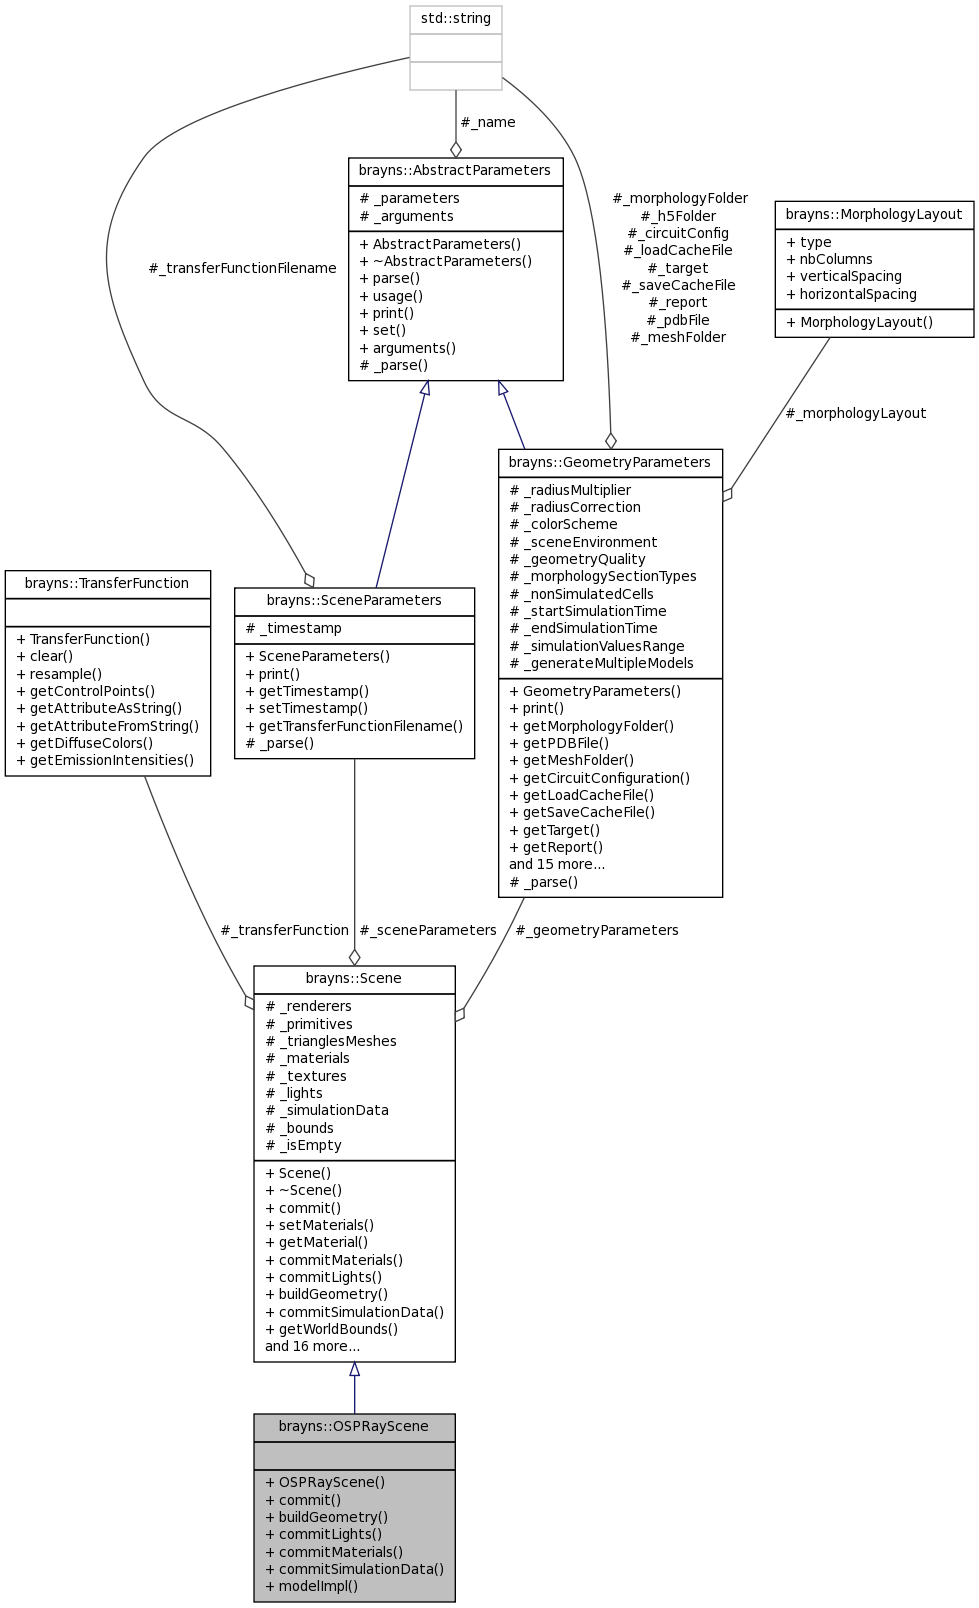 std::string
#_name
brayns::AbstractParameters
# _parameters
# _arguments
+ AbstractParameters()
+ ~AbstractParameters()
+ parse()
+ usage()
+ print()
+ set()
+ arguments()
# _parse()
#_transferFunctionFilename
#_morphologyFolder
#_h5Folder
#_circuitConfig
#_loadCacheFile
#_target
#_saveCacheFile
#_report
#_pdbFile
#_meshFolder
brayns::MorphologyLayout
+ type
+ nbColumns
+ verticalSpacing
+ horizontalSpacing
+ MorphologyLayout()
#_morphologyLayout
brayns::GeometryParameters
# _radiusMultiplier
# _radiusCorrection
# _colorScheme
# _sceneEnvironment
# _geometryQuality
# _morphologySectionTypes
# _nonSimulatedCells
# _startSimulationTime
# _endSimulationTime
# _simulationValuesRange
# _generateMultipleModels
+ GeometryParameters()
+ print()
+ getMorphologyFolder()
+ getPDBFile()
+ getMeshFolder()
+ getCircuitConfiguration()
+ getLoadCacheFile()
+ getSaveCacheFile()
+ getTarget()
+ getReport()
and 15 more...
# _parse()
brayns::TransferFunction
+ TransferFunction()
+ clear()
+ resample()
+ getControlPoints()
+ getAttributeAsString()
+ getAttributeFromString()
+ getDiffuseColors()
+ getEmissionIntensities()
brayns::SceneParameters
# _timestamp
+ SceneParameters()
+ print()
+ getTimestamp()
+ setTimestamp()
+ getTransferFunctionFilename()
# _parse()
#_transferFunction
#_sceneParameters
#_geometryParameters
brayns::Scene
# _renderers
# _primitives
# _trianglesMeshes
# _materials
# _textures
# _lights
# _simulationData
# _bounds
# _isEmpty
+ Scene()
+ ~Scene()
+ commit()
+ setMaterials()
+ getMaterial()
+ commitMaterials()
+ commitLights()
+ buildGeometry()
+ commitSimulationData()
+ getWorldBounds()
and 16 more...
brayns::OSPRayScene
+ OSPRayScene()
+ commit()
+ buildGeometry()
+ commitLights()
+ commitMaterials()
+ commitSimulationData()
+ modelImpl()